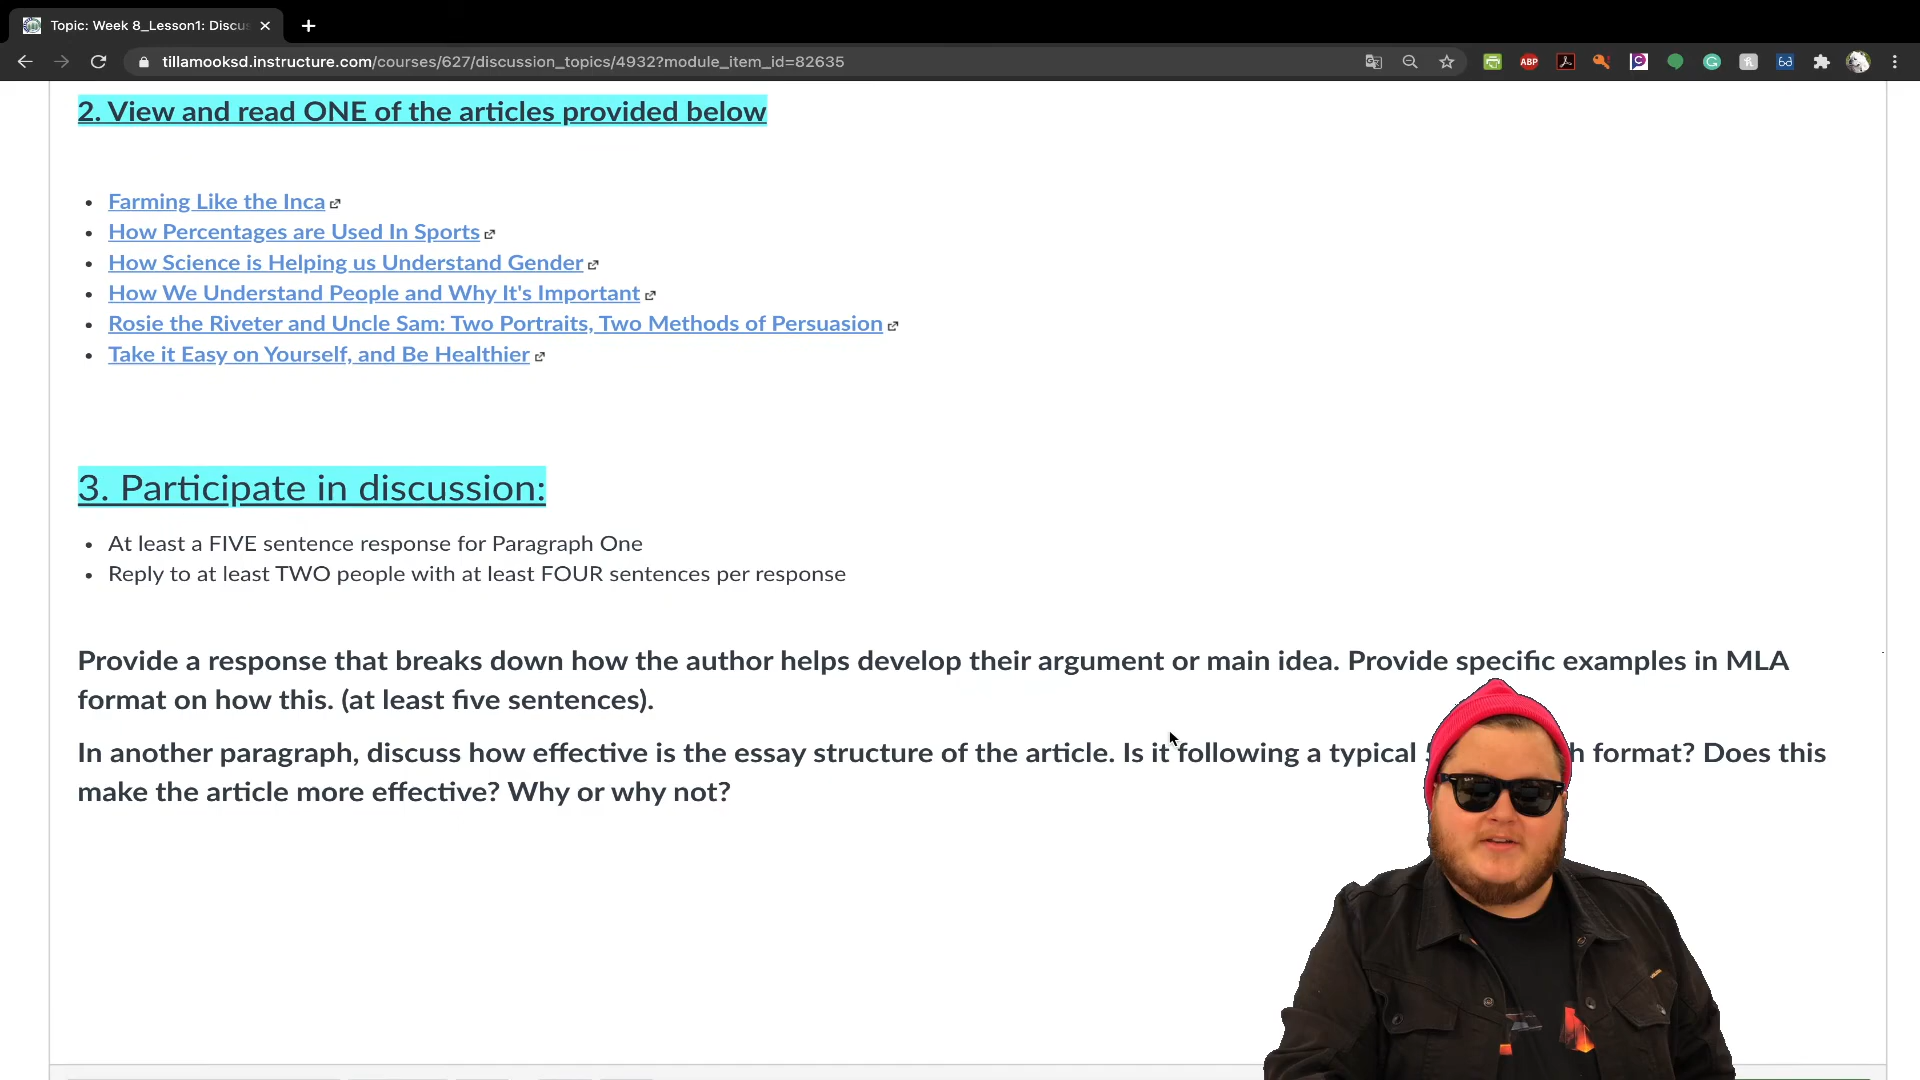 Topic: Week 8_Lesson1: Discus
tillamooksd.instructure.com/courses/627/discussion_topics/4932?module_item_id=82635
ABP
2. View and read ONE of the articles provided below
Farming Like the Inca
How Percentages are Used In Sports
How Science is Helping us Understand Gender
How We Understand People and Why It's Important
Rosie the Riveter and Uncle Sam: Two Portraits, Two Methods of Persuasion
Take it Easy on Yourself, and Be Healthier
3. Participate in discussion:
At least a FIVE sentence response for Paragraph One
Reply to at least TWO people with at least FOUR sentences per response
Provide a response that breaks down how the author helps develop their argument or main idea. Provide specific examples in MLA
format on how this. (at least five sentences).
In another paragraph, discuss how effective is the essay structure of the article. Is it following a typical h format? Does this
make the article more effective? Why or why not?